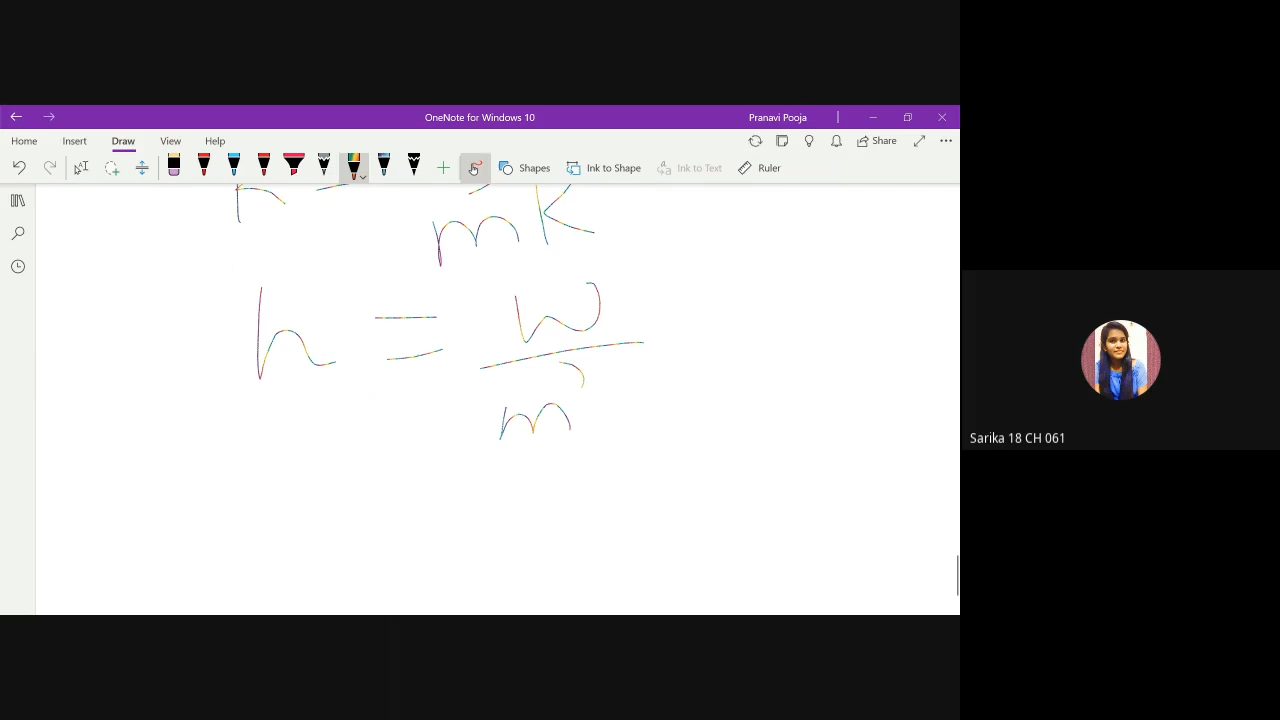 OneNote for Windows 10
Pranavi Pooja
Home Insert Draw View Help
Share
Shapes Ink to Shape Ink to Text Ruler
K =
m K
h = W
m
Sarika 18 CH 061